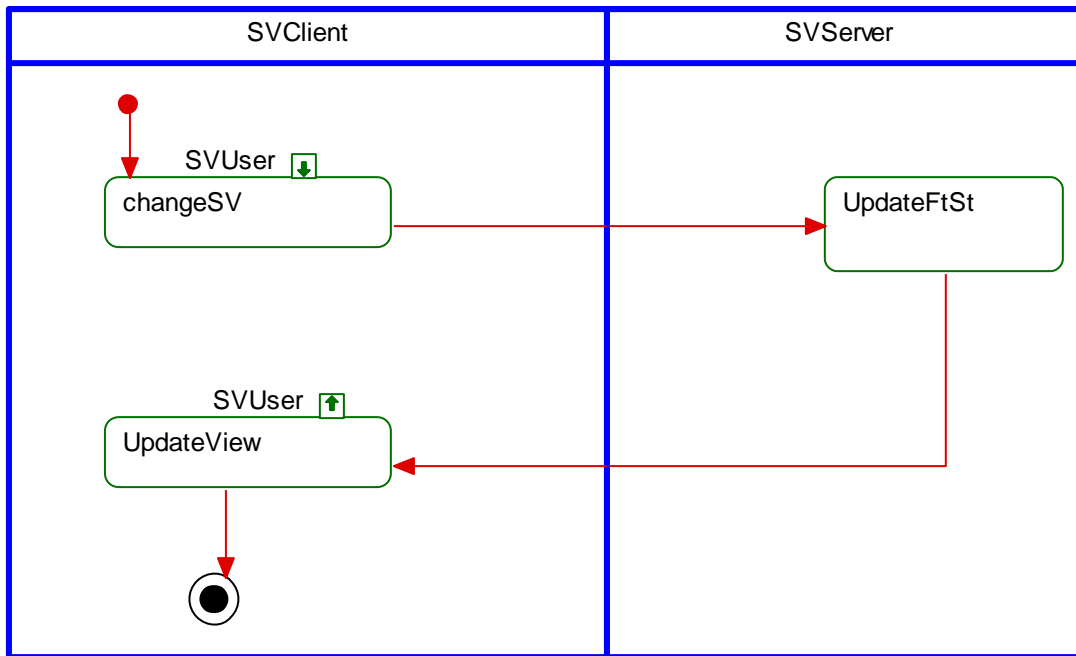 SVClient
SVServer
SVUser
changeSV
UpdateFtSt
SVUser
UpdateView